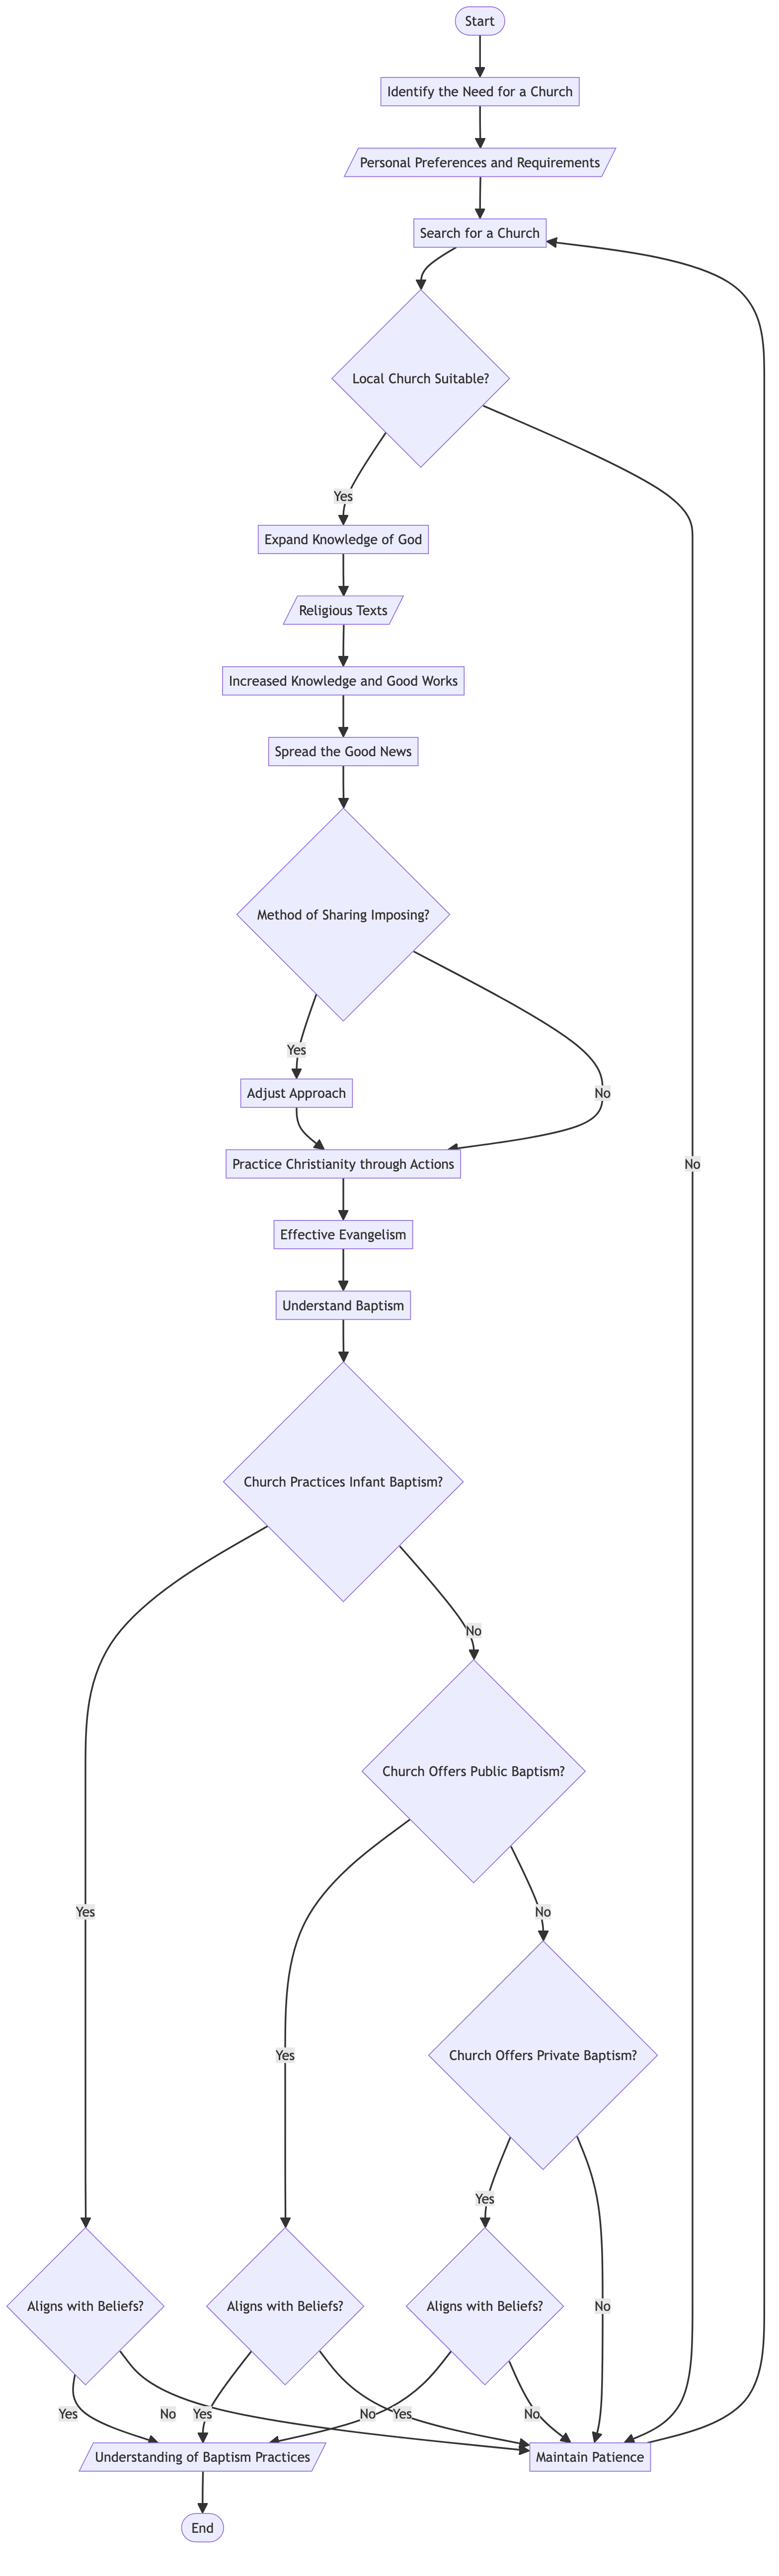 Start
Identify the Need for a Church
Personal Preferences and Requirements
Search for a Church
Local Church Suitable?
Yes
Expand Knowledge of God
Religious Texts
Increased Knowledge and Good Works
Spread the Good News
Method of Sharing Imposing?
Yes
Adjust Approach
No
Practice Christianity through Actions
No
Effective Evangelism
Understand Baptism
Church Practices Infant Baptism?
No
Church Offers Public Baptism?
Yes
No
Yes
Church Offers Private Baptism?
Yes
Aligns with Beliefs?
Aligns with Beliefs?
Aligns with Beliefs?
No
Yes
No
Yes
No
Yes
No
Understanding of Baptism Practices
Maintain Patience
End